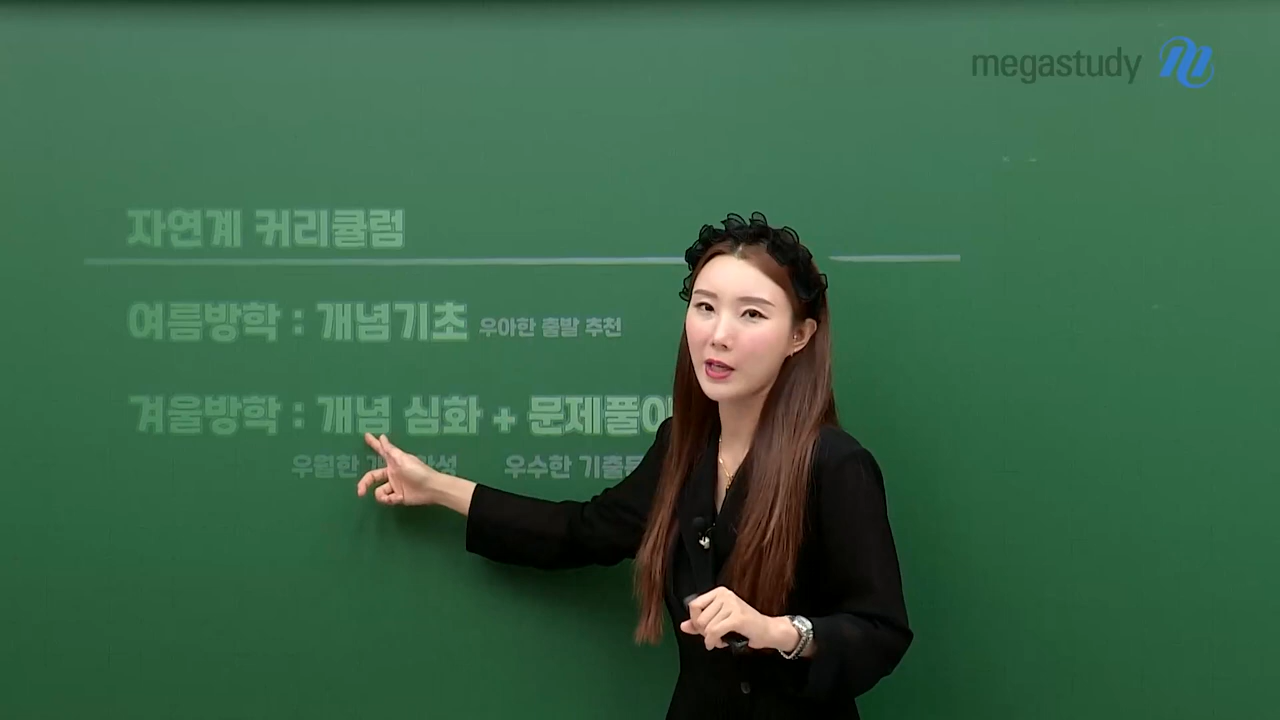 megastudy
자연계 커리큘럼
여름방학 : 개념기초 우아한 출발 추천
겨울방학 : 개념 심화 + 문제풀이
우월한 우수한